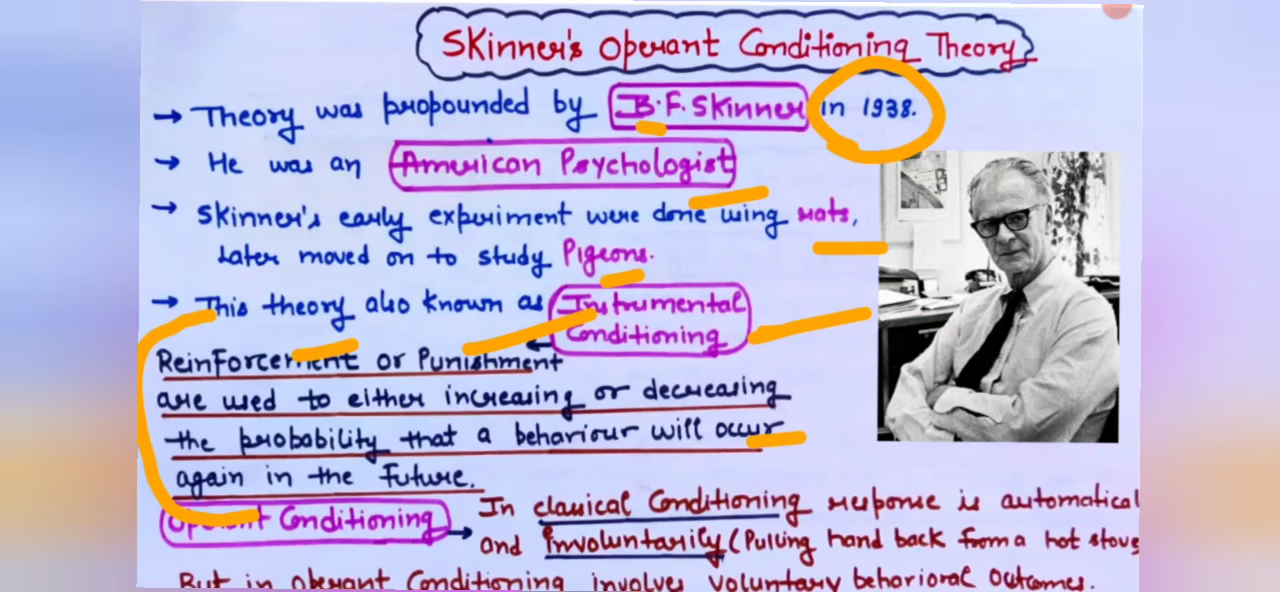 Skinner's Operant Conditioning Theory
→ Theory was propounded by B.F. Skinner in 1938.
→ He was an American Psychologist
→ Skinner's early experiment were done using rats,
later moved on to study Pigeons.
→ This theory also known as Instrumental
Conditioning
Reinforcement or Punishment
are used to either increasing or decreasing
the probability that a behaviour will occur
again in the Future.
Operant Conditioning → In classical Conditioning response is automatical
and involuntarily (Pulling hand back from a hot stove
But in operant Conditioning involves voluntary behavioral outcomes.